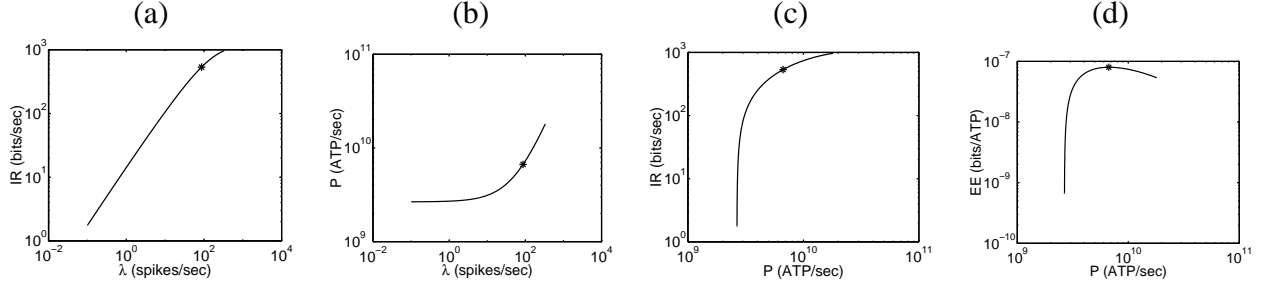 (a)
10^3
10^2
10^1
10^0
IR (bits/sec)
10^−2
10^0
10^2
10^4
λ (spikes/sec)
(b)
10^11
10^10
10^9
P (ATP/sec)
10^−2
10^0
10^2
10^4
λ (spikes/sec)
(c)
10^3
10^2
10^1
10^0
IR (bits/sec)
10^9
10^10
10^11
P (ATP/sec)
(d)
10^−7
10^−8
10^−9
10^−10
EE (bits/ATP)
10^9
10^10
10^11
P (ATP/sec)